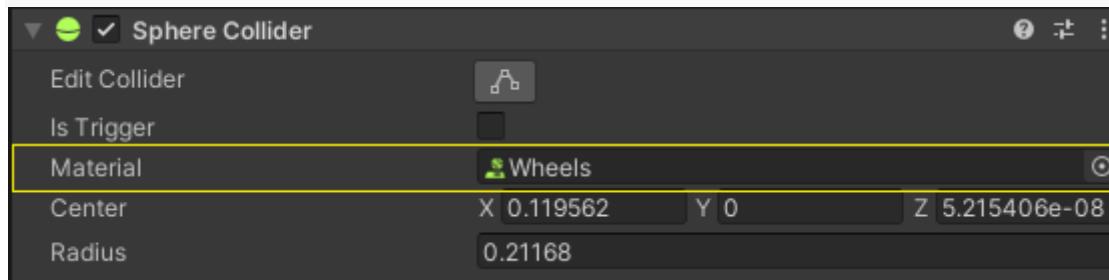 Sphere Collider
Edit Collider
Is Trigger
Material Wheels
Center X 0.119562 Y 0 Z 5.215406e-08
Radius 0.21168